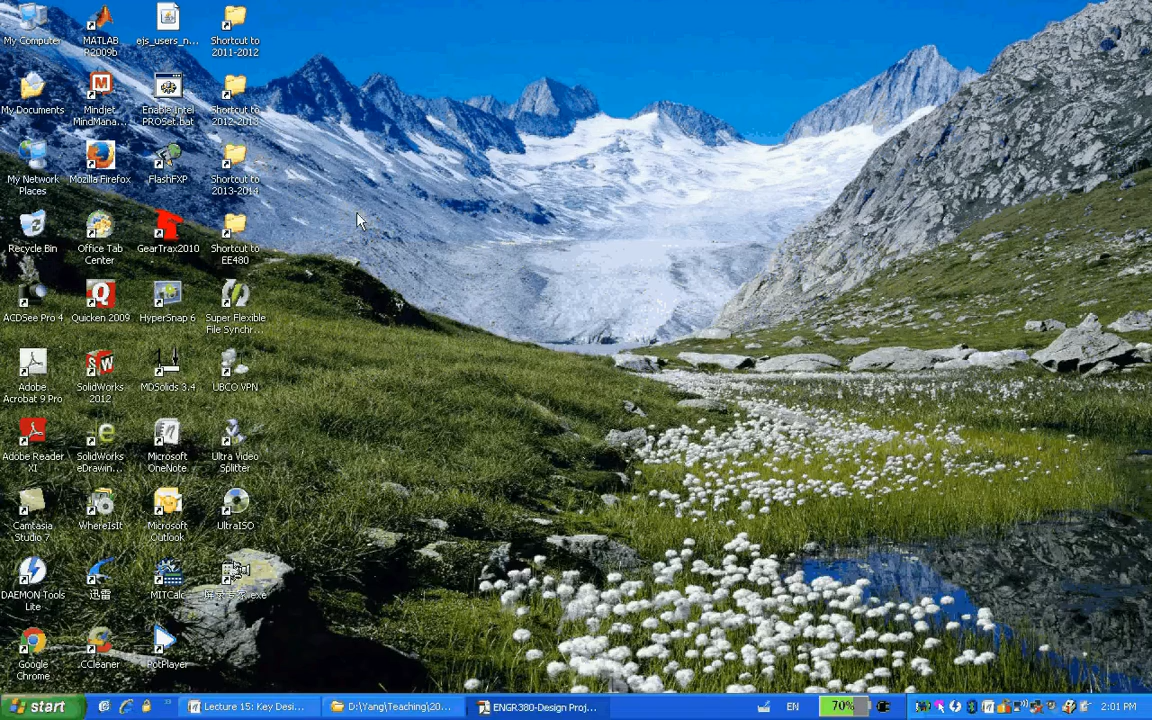 My Computer
MATLAB
R2009b
ejs_users_n...
Shortcut to
2011-2012
My Documents
Mindjet
MindMana...
Enable Intel
PROSet.bat
Shortcut to
2012-2013
My Network
Places
Mozilla Firefox
FlashFXP
Shortcut to
2013-2014
Recycle Bin
Office Tab
Center
GearTrax2010
Shortcut to
EE480
ACDSee Pro 4
Quicken 2009
HyperSnap 6
Super Flexible
File Synchr...
Adobe
Acrobat 9 Pro
SolidWorks
2012
MDSolids 3.4
UBCO.VPN
Adobe Reader
XI
SolidWorks
eDrawin...
Microsoft
OneNote
Ultra Video
Splitter
Camtasia
Studio 7
WhereIsIt
Microsoft
Outlook
UltraISO
DAEMON Tools
Lite
迅雷
MITCalc
屏录专家.exe
Google
Chrome
CCleaner
PotPlayer
start
Lecture 15: Key Desi...
D:\Yang\Teaching\20...
ENGR380-Design Proj...
EN
70%
2:01 PM